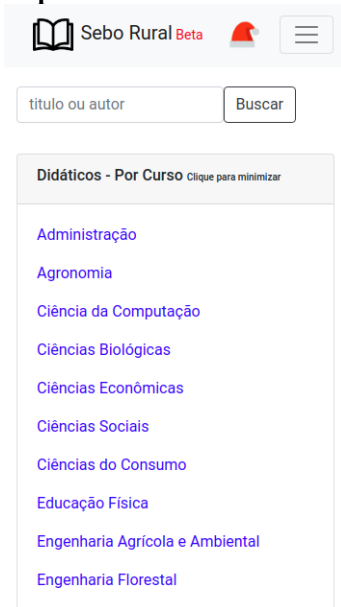 Sebo Rural Beta
titulo ou autor Buscar
Didáticos - Por Curso Clique para minimizar
Administração
Agronomia
Ciência da Computação
Ciências Biológicas
Ciências Econômicas
Ciências Sociais
Ciências do Consumo
Educação Física
Engenharia Agrícola e Ambiental
Engenharia Florestal